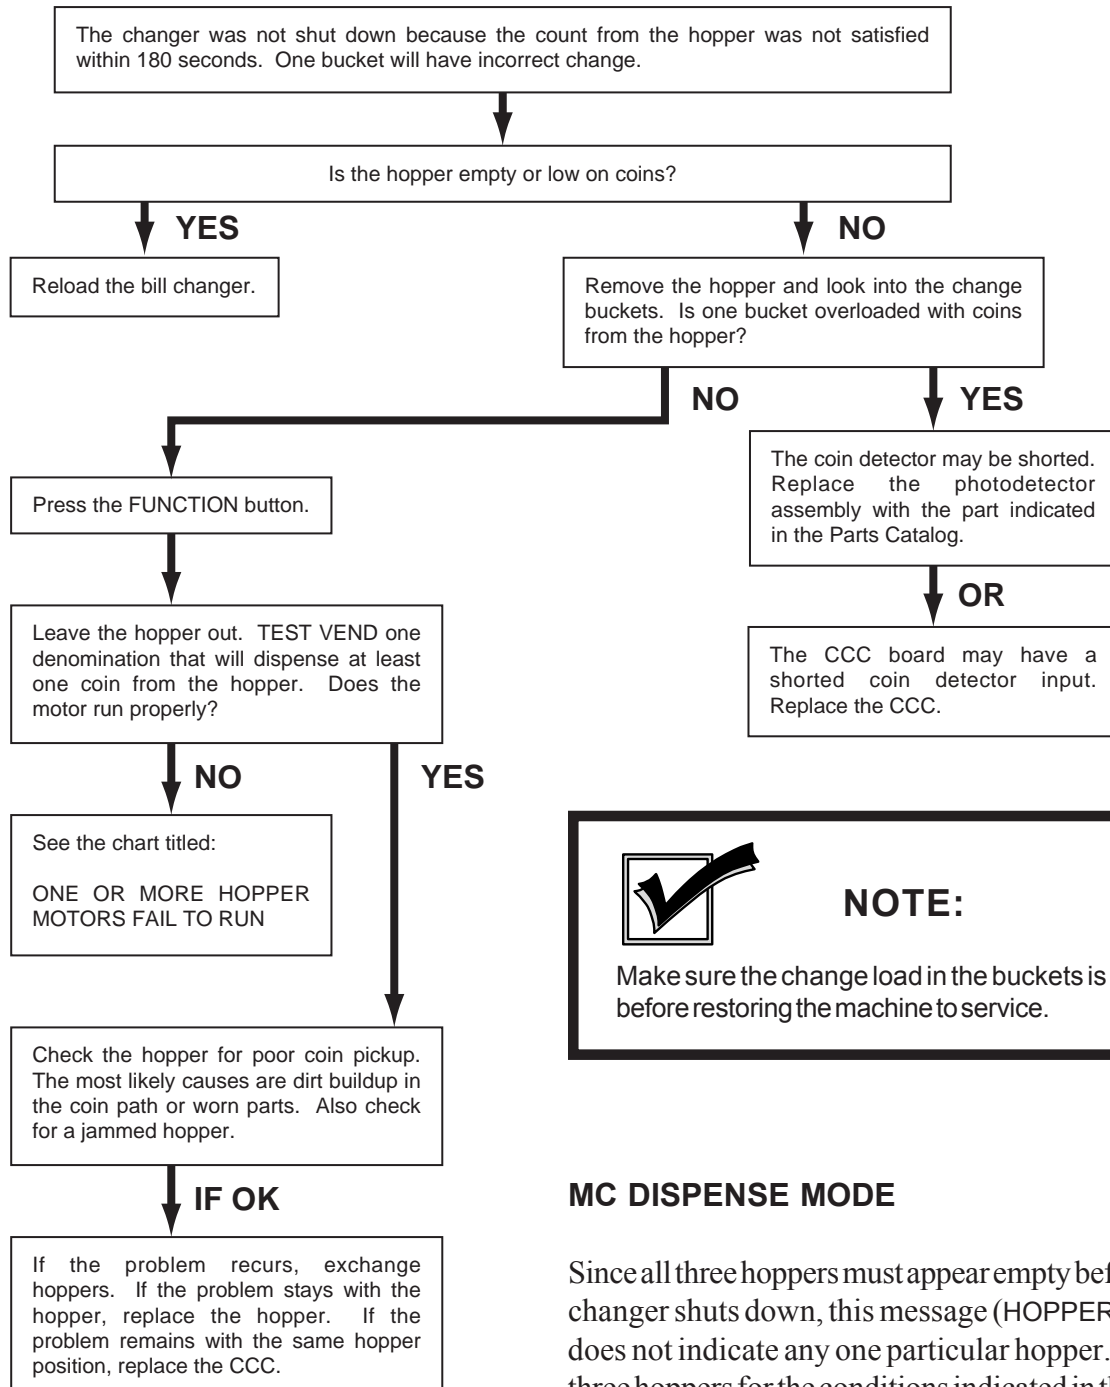 The changer was not shut down because the count from the hopper was not satisfied
within 180 seconds. One bucket will have incorrect change.
Is the hopper empty or low on coins?
YES
NO
Reload the bill changer.
Remove the hopper and look into the change
buckets. Is one bucket overloaded with coins
from the hopper?
NO
YES
The coin detector may be shorted.
Replace the photodetector
assembly with the part indicated
in the Parts Catalog.
OR
The CCC board may have a
shorted coin detector input.
Replace the CCC.
Press the FUNCTION button.
Leave the hopper out. TEST VEND one
denomination that will dispense at least
one coin from the hopper. Does the
motor run properly?
NO
YES
See the chart titled:
ONE OR MORE HOPPER
MOTORS FAIL TO RUN
Check the hopper for poor coin pickup.
The most likely causes are dirt buildup in
the coin path or worn parts. Also check
for a jammed hopper.
IF OK
If the problem recurs, exchange
hoppers. If the problem stays with the
hopper, replace the hopper. If the
problem remains with the same hopper
position, replace the CCC.
NOTE:
Make sure the change load in the buckets is
before restoring the machine to service.
MC DISPENSE MODE
Since all three hoppers must appear empty
changer shuts down, this message (HOPPER
does not indicate any one particular hopper.
three hoppers for the conditions indicated in